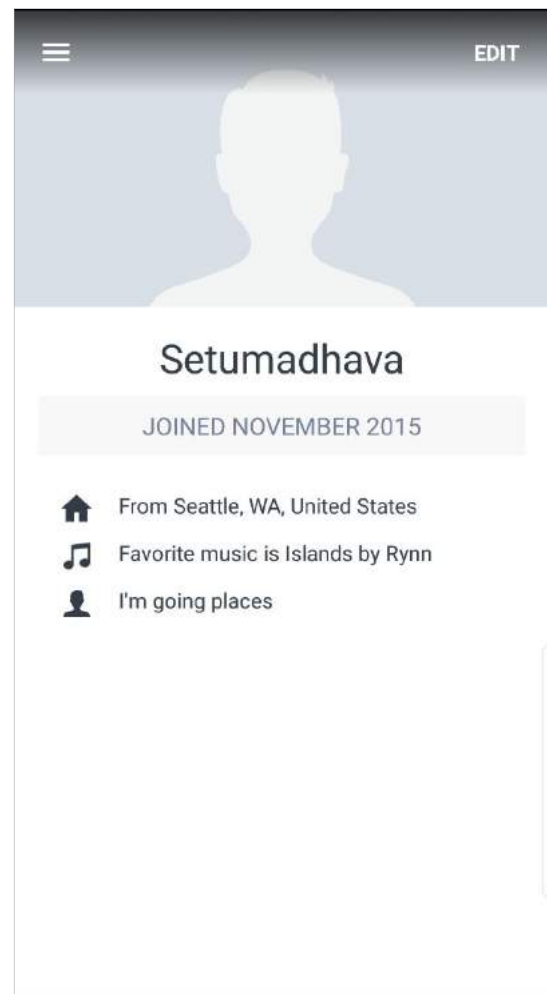 EDIT
Setumadhava
JOINED NOVEMBER 2015
From Seattle, WA, United States
Favorite music is Islands by Rynn
I'm going places